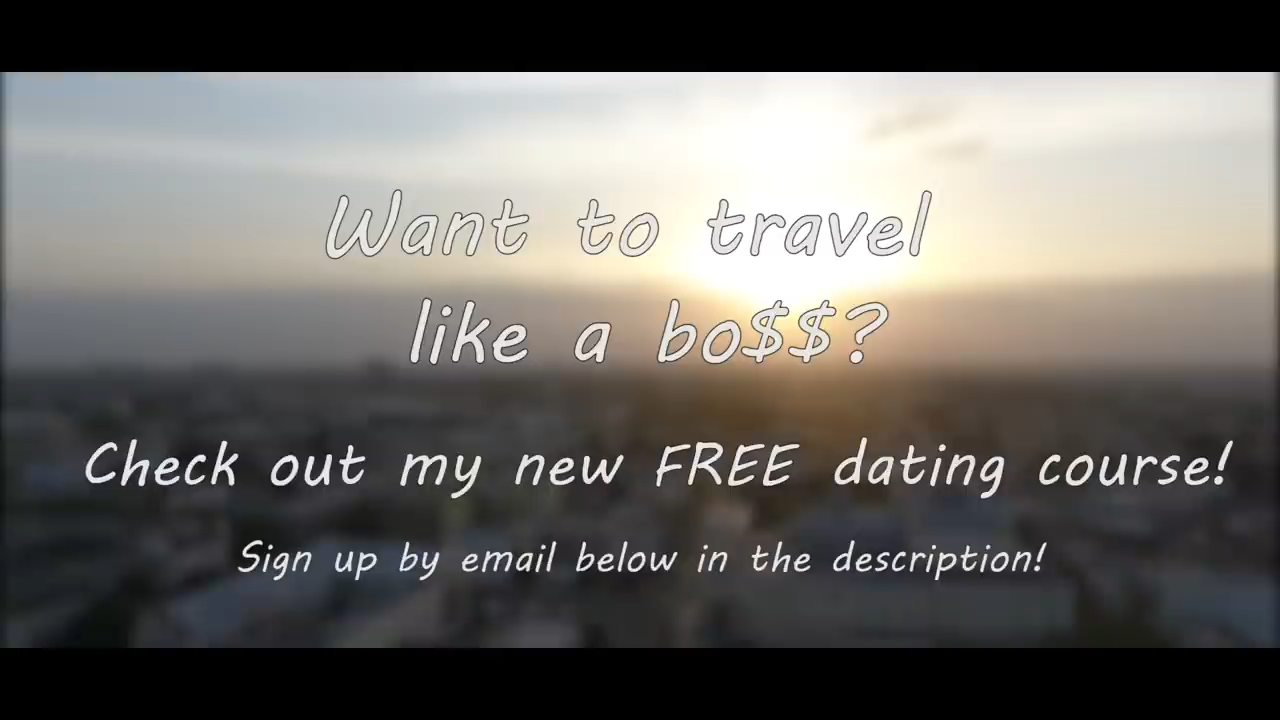 Want to travel
like a bo$$?
Check out my new FREE dating course!
Sign up by email below in the description!